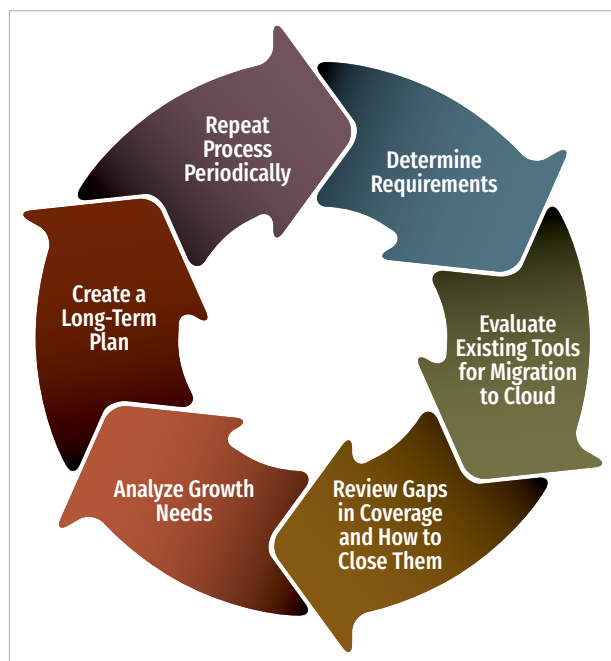 Determine
Requirements
Evaluate
Existing Tools
for Migration
to Cloud
Review Gaps
in Coverage
and How to
Close Them
Analyze Growth
Needs
Create a
Long-Term
Plan
Repeat
Process
Periodically